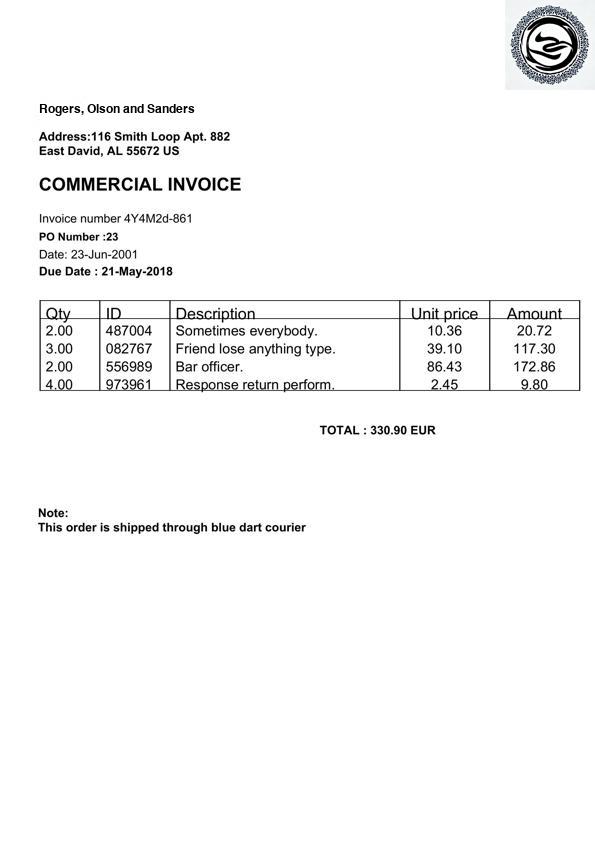 Rogers, Olson and Sanders
Address:116 Smith Loop Apt. 882
East David, AL 55672 US
COMMERCIAL INVOICE
Invoice number 4Y4M2d-861
PO Number :23
Date: 23-Jun-2001
Due Date : 21-May-2018
Qty ID Description Unit price Amount
2.00 487004 Sometimes everybody. 10.36 20.72
3.00 082767 Friend lose anything type. 39.10 117.30
2.00 556989 Bar officer. 86.43 172.86
4.00 973961 Response return perform. 2.45 9.80
TOTAL : 330.90 EUR
Note:
This order is shipped through blue dart courier